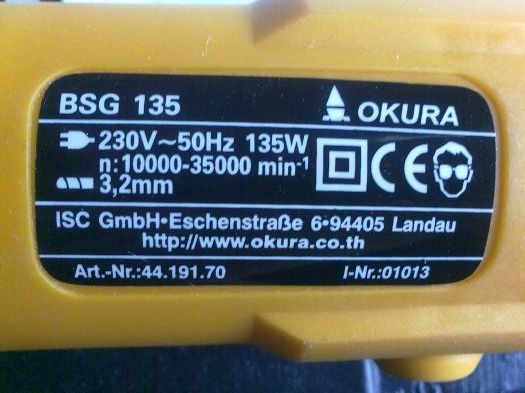 BSG 135 OKURA
230V~50Hz 135W
n:10000-35000 min-1
3,2mm
CE
ISC GmbH•Eschenstraße 6•94405 Landau
http://www.okura.co.th
Art.-Nr.:44.191.70 I-Nr.:01013